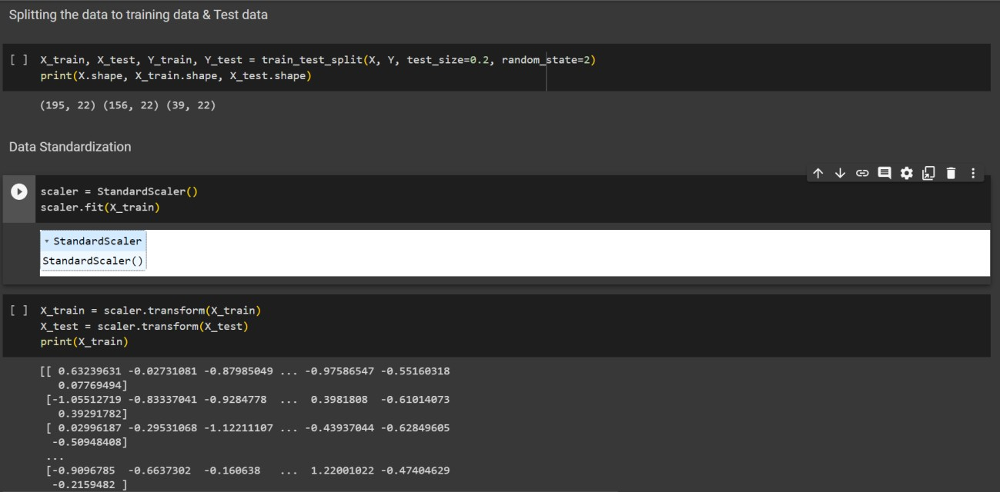 Splitting the data to training data & Test data
[ ] X_train, X_test, Y_train, Y_test = train_test_split(X, Y, test_size=0.2, random_state=2)
print(X.shape, X_train.shape, X_test.shape)
(195, 22) (156, 22) (39, 22)
Data Standardization
scaler = StandardScaler()
scaler.fit(X_train)
▾ StandardScaler
StandardScaler()
[ ] X_train = scaler.transform(X_train)
X_test = scaler.transform(X_test)
print(X_train)
[[ 0.63239631 -0.02731081 -0.87985049 ... -0.97586547 -0.55160318
0.07769494]
[-1.05512719 -0.83337041 -0.9284778 ... 0.3981808 -0.61014073
0.39291782]
[ 0.02996187 -0.29531068 -1.12211107 ... -0.43937044 -0.62849605
-0.50948408]
...
[-0.9096785 -0.6637302 -0.160638 ... 1.22001022 -0.47404629
-0.2159482 ]